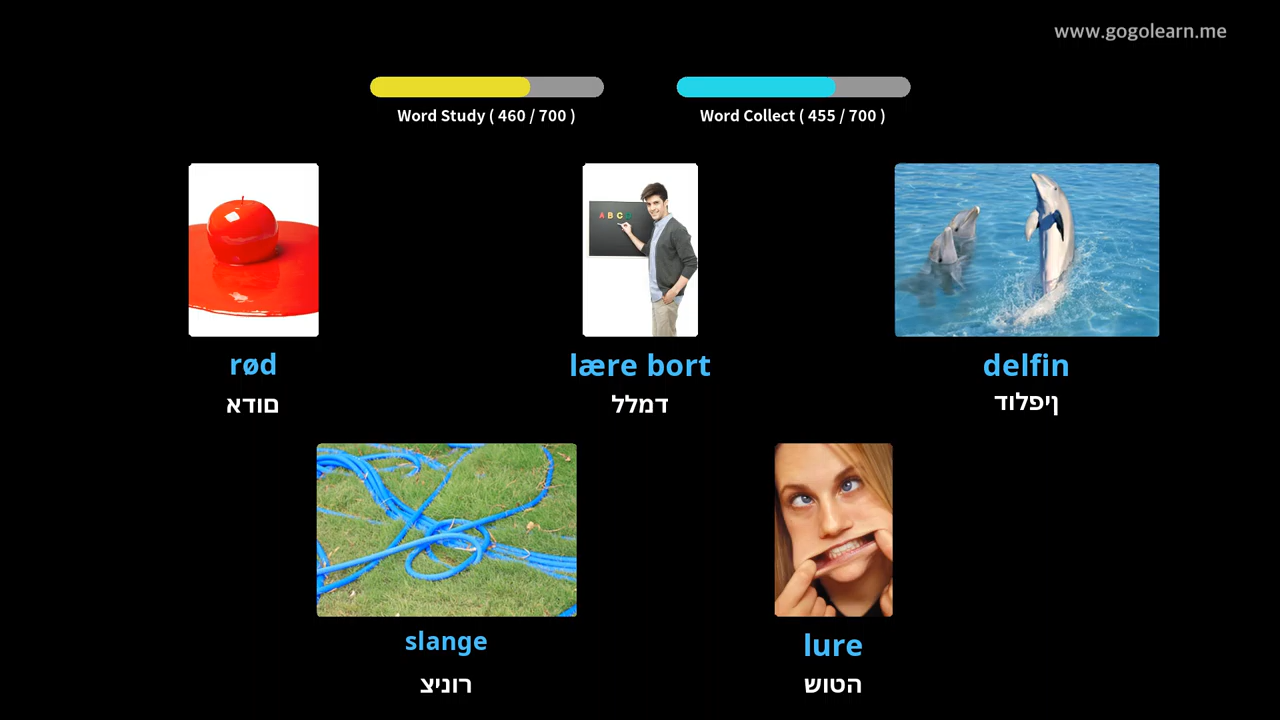 www.gogolearn.me
Word Study ( 460 / 700 )
Word Collect ( 455 / 700 )
rød
אדום
lære bort
ללמד
delfin
דולפין
slange
צינור
lure
שוטה